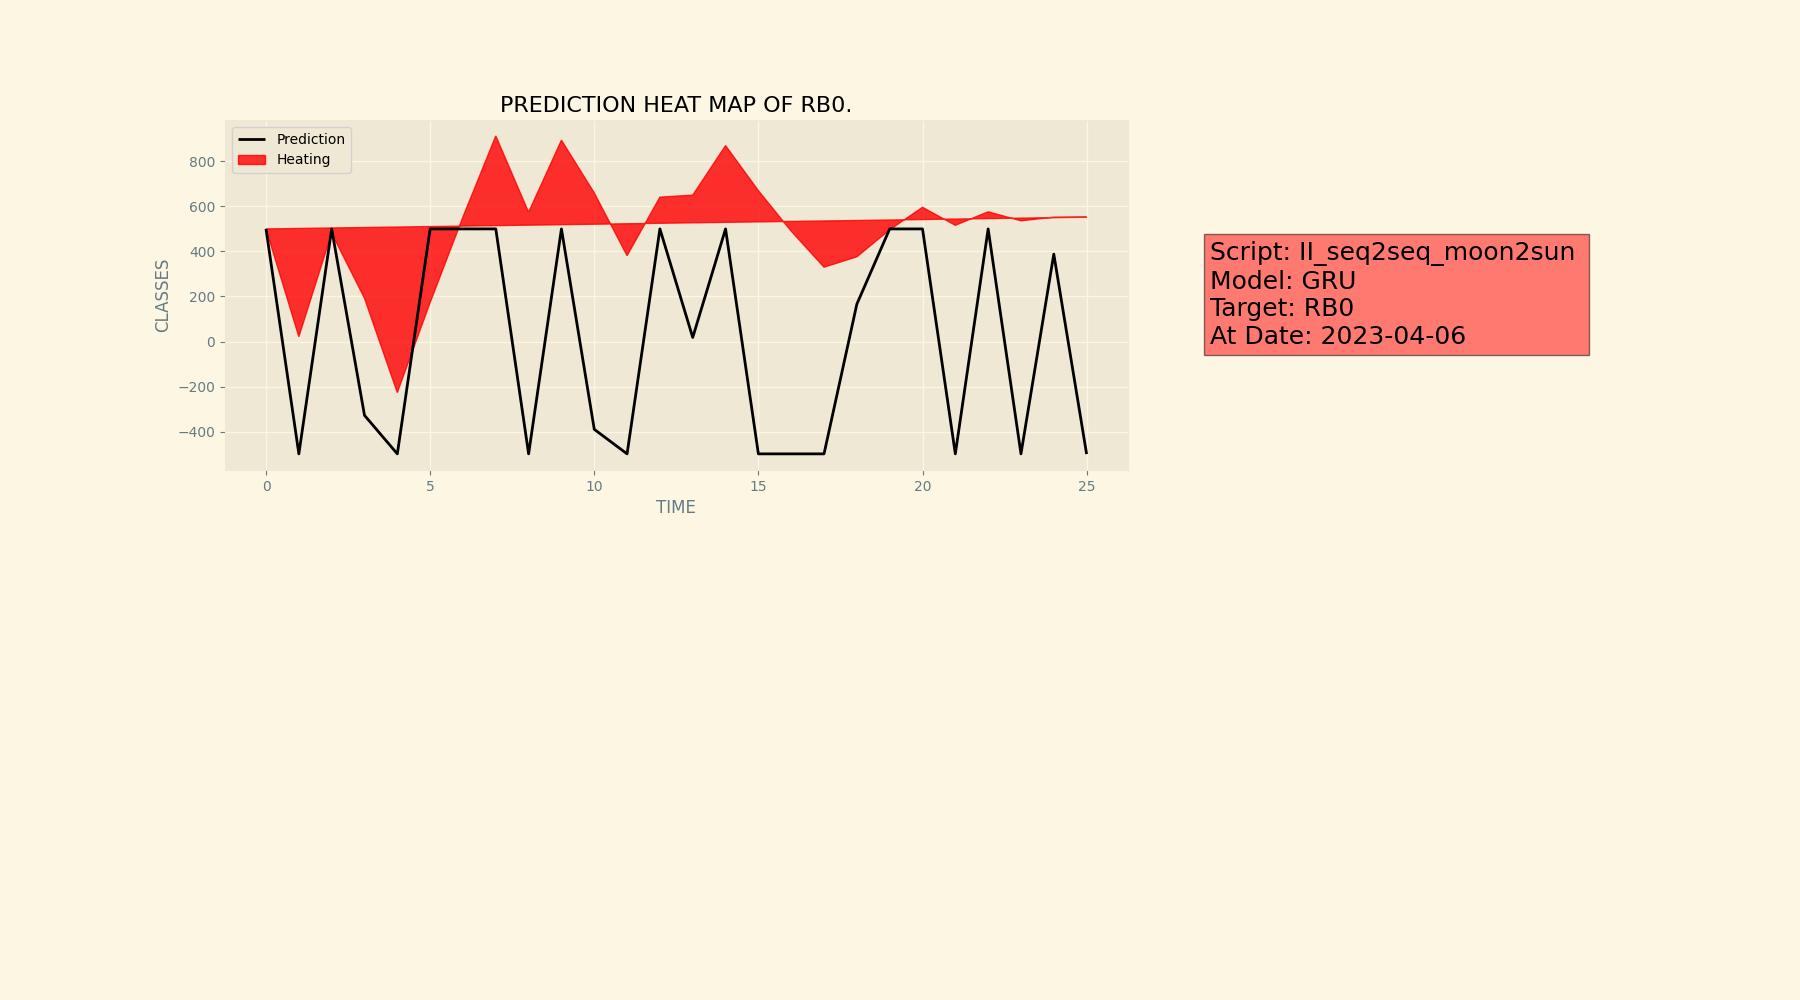 PREDICTION HEAT MAP OF RB0.
Prediction
Heating
800
600
400
200
0
−200
−400
CLASSES
0 5 10 15 20 25
TIME
Script: II_seq2seq_moon2sun
Model: GRU
Target: RB0
At Date: 2023-04-06